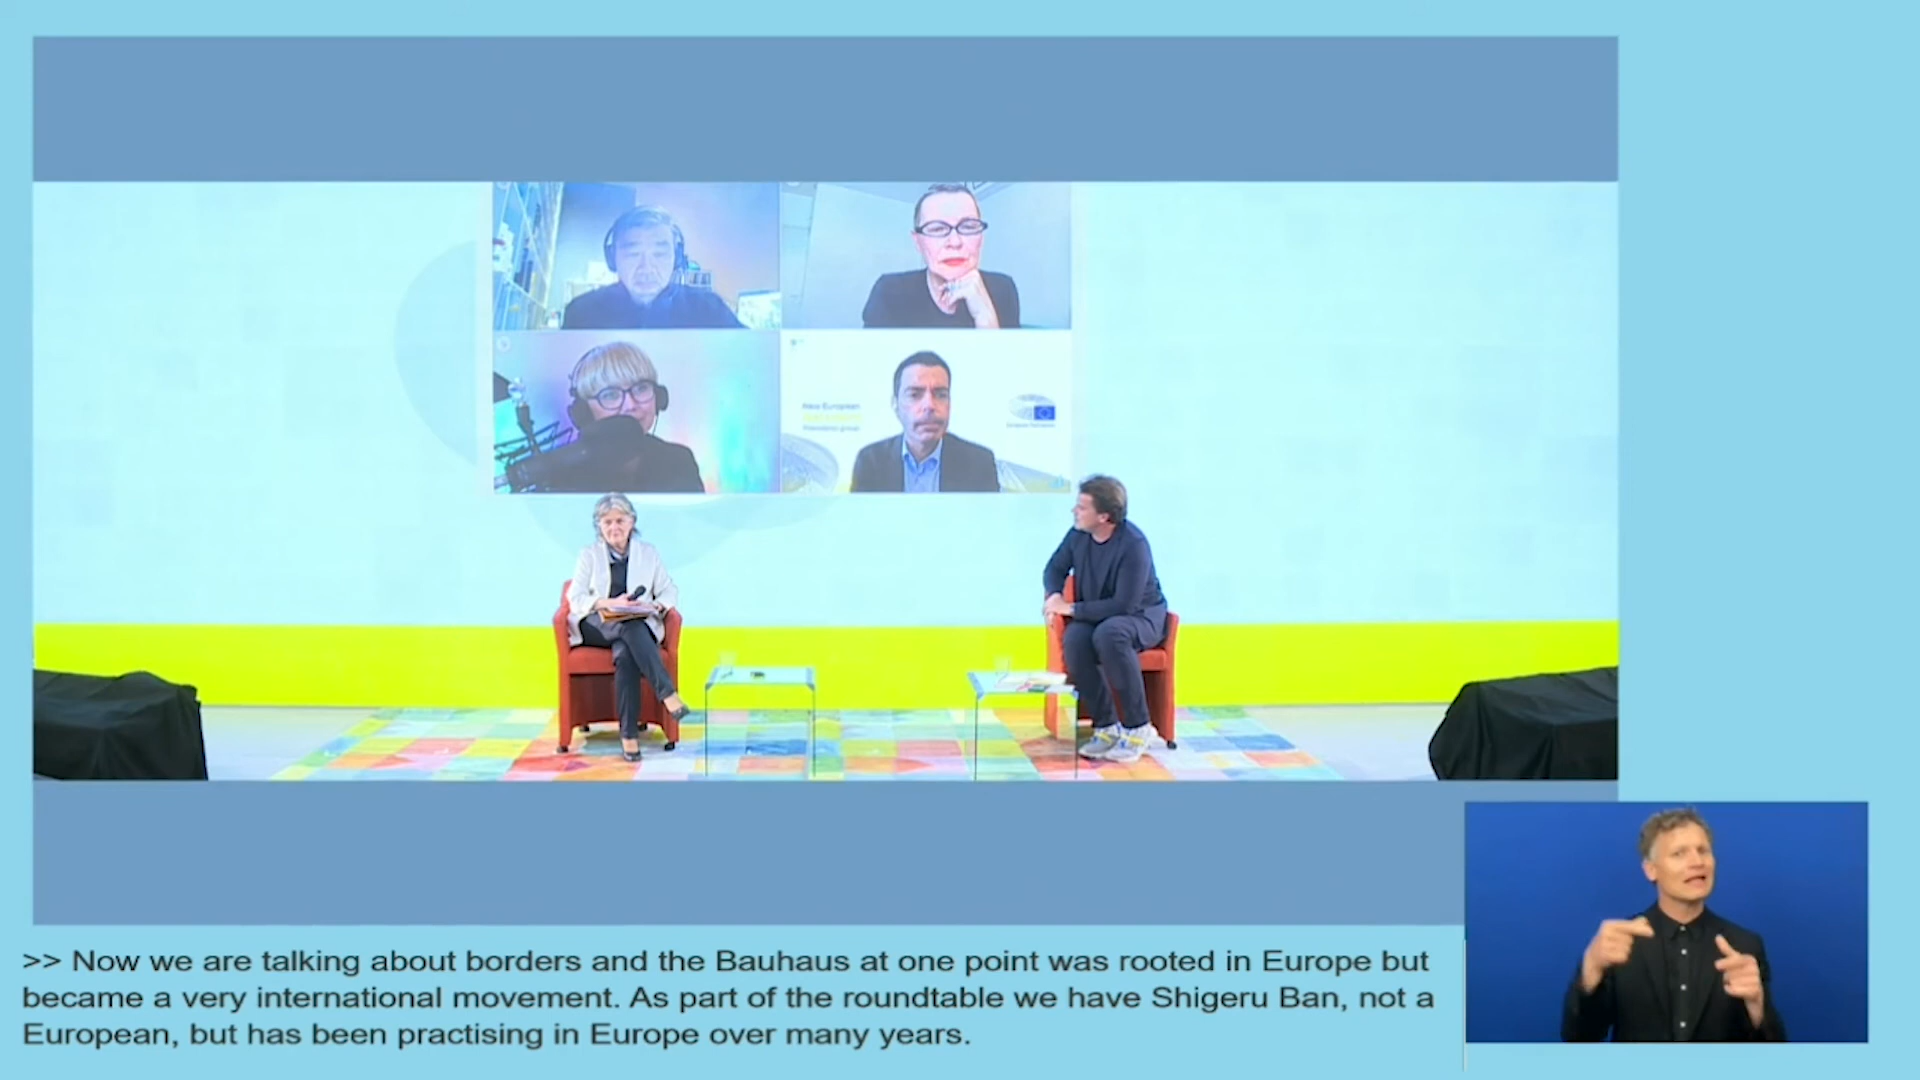 New European
>> Now we are talking about borders and the Bauhaus at one point was rooted in Europe but
became a very international movement. As part of the roundtable we have Shigeru Ban, not a
European, but has been practising in Europe over many years.